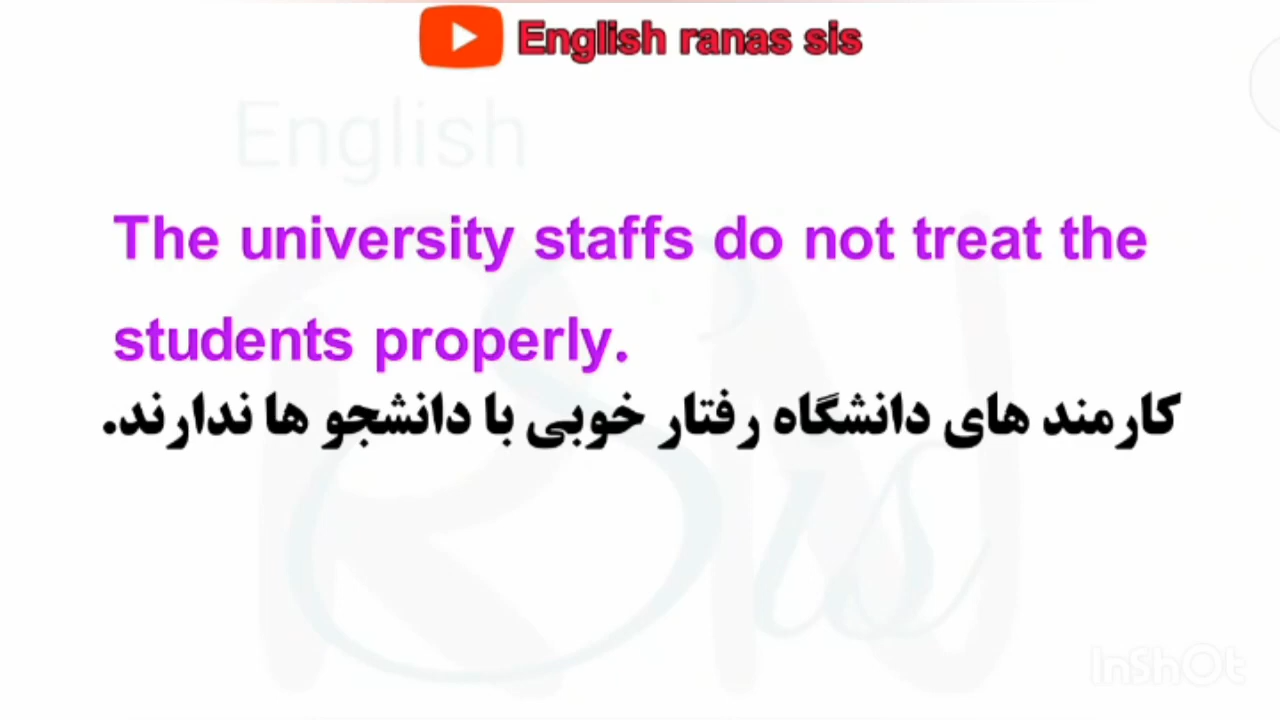 English ranas sis
English
The university staffs do not treat the
students properly.
کارمند های دانشگاه رفتار خوبی با دانشجو ها ندارند.
Sis
InShOt